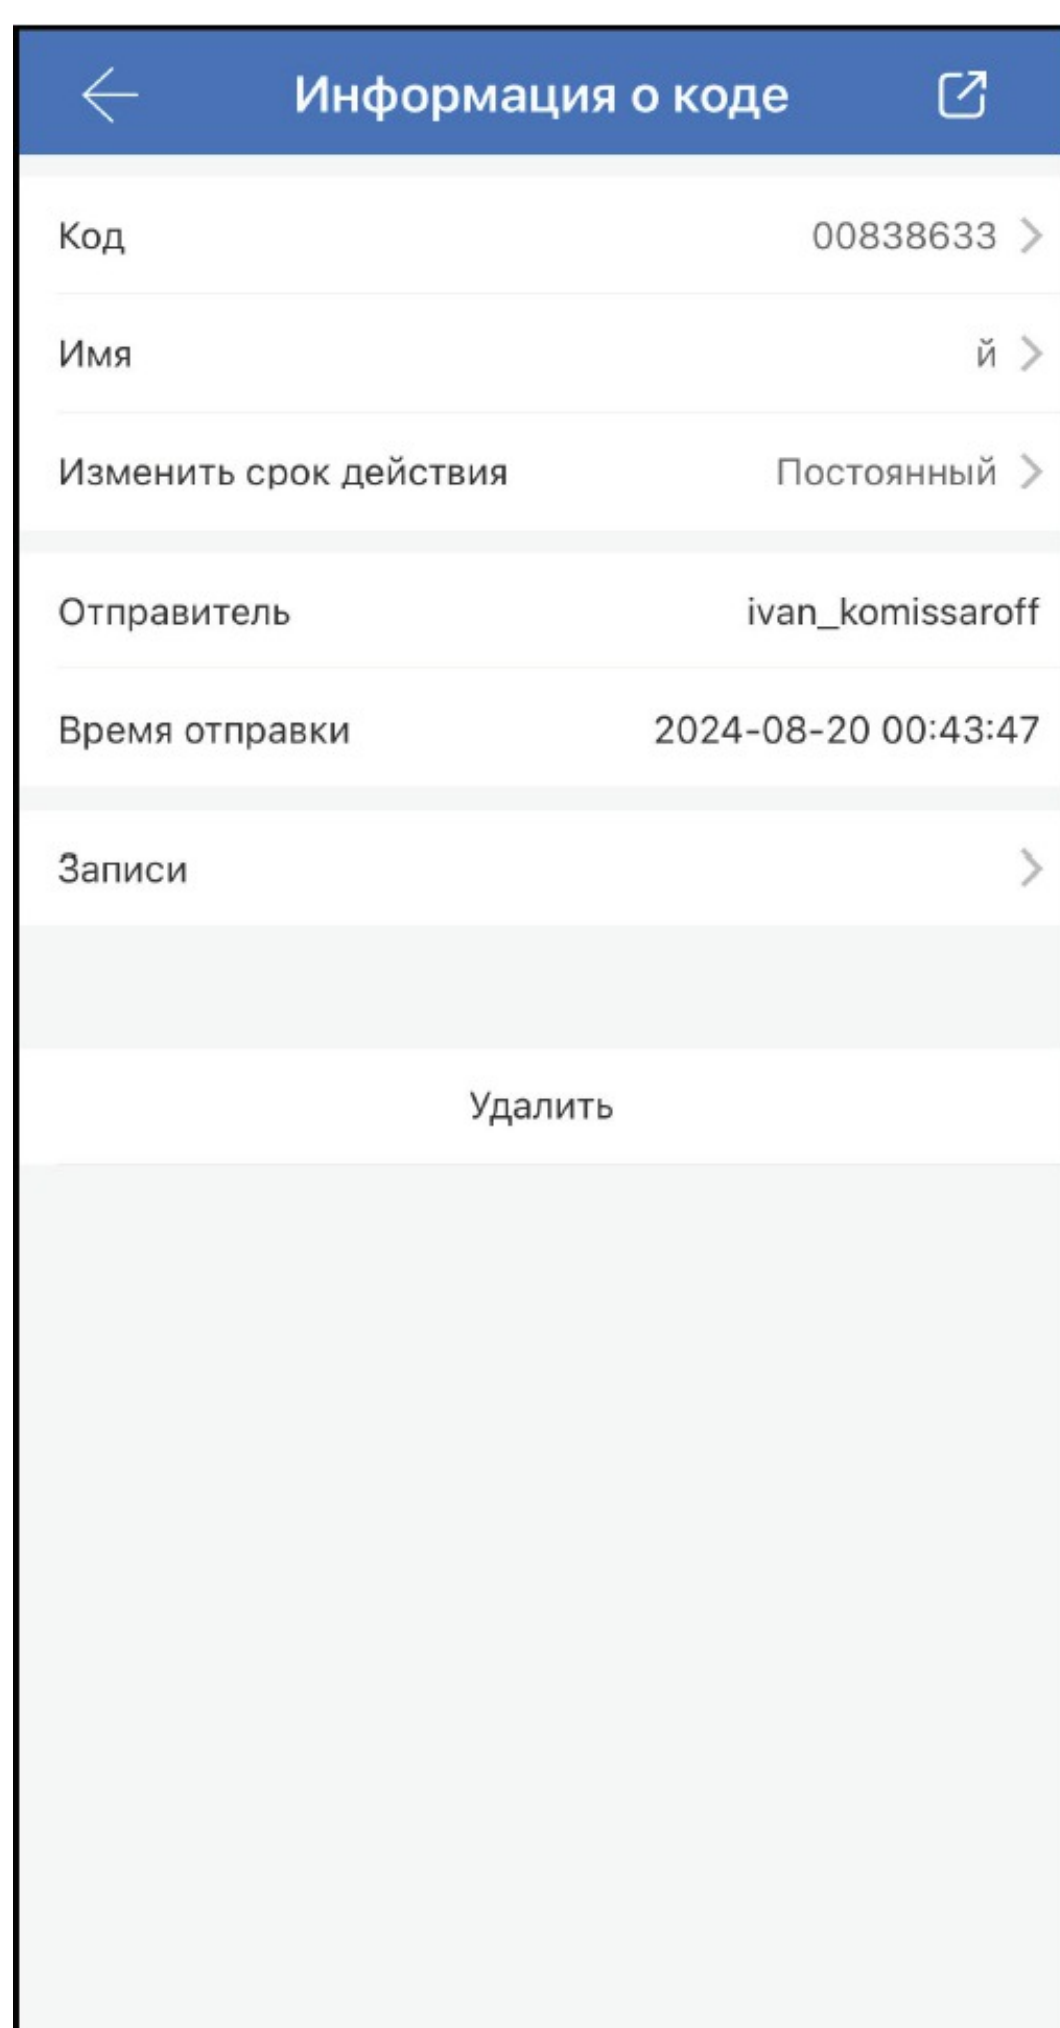 Информация о коде
Код 00838633
Имя й
Изменить срок действия Постоянный
Отправитель ivan_komissaroff
Время отправки 2024-08-20 00:43:47
Записи
Удалить